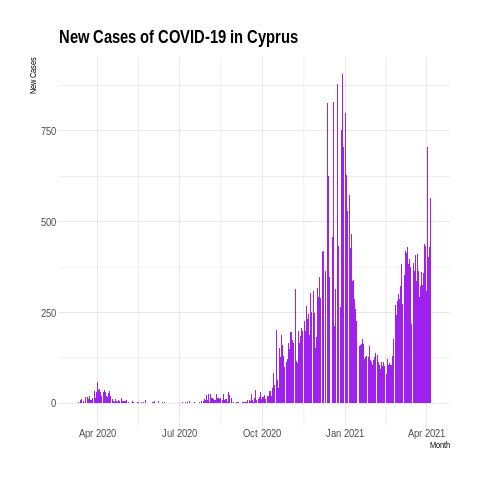 New Cases of COVID-19 in Cyprus
New Cases
750
500
250
0
Apr 2020 Jul 2020 Oct 2020 Jan 2021 Apr 2021
Month